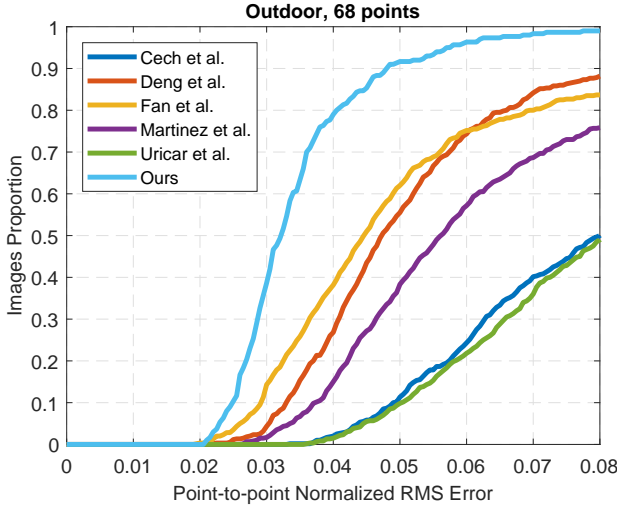 Outdoor, 68 points
Images Proportion
1
0.9
0.8
0.7
0.6
0.5
0.4
0.3
0.2
0.1
0
Cech et al.
Deng et al.
Fan et al.
Martinez et al.
Uricar et al.
Ours
0 0.01 0.02 0.03 0.04 0.05 0.06 0.07 0.08
Point-to-point Normalized RMS Error